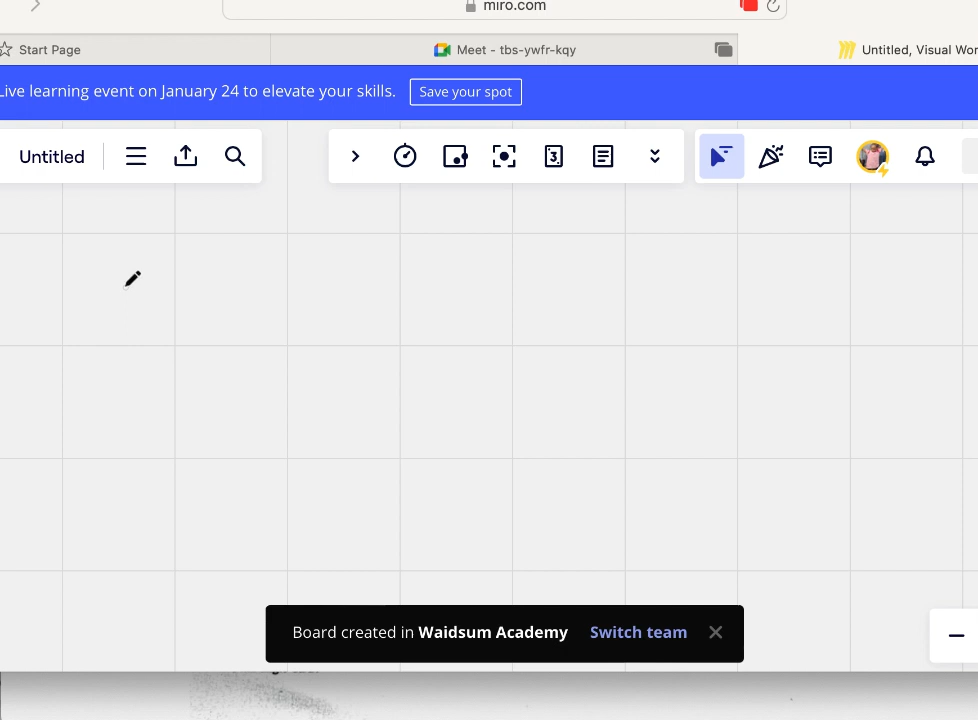 miro.com
Start Page
Meet - tbs-ywfr-kqy
Untitled, Visual Wor
Live learning event on January 24 to elevate your skills.
Save your spot
Untitled
3
Board created in Waidsum Academy
Switch team